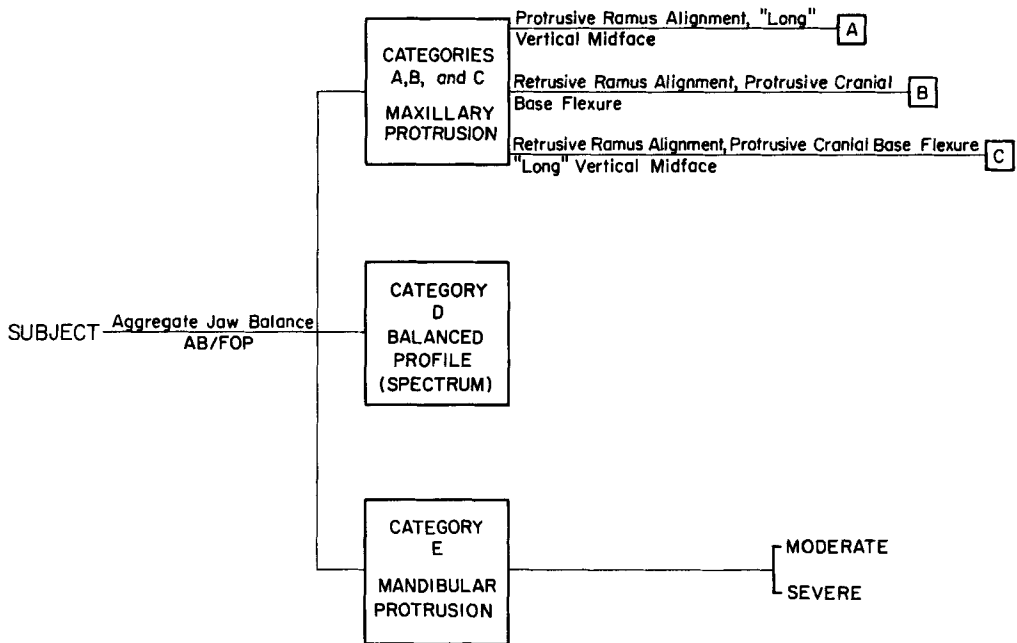 Protrusive Ramus Alignment, "Long"
Vertical Midface
A
CATEGORIES
A,B, and C
MAXILLARY
PROTRUSION
Retrusive Ramus Alignment, Protrusive Cranial
Base Flexure
B
Retrusive Ramus Alignment, Protrusive Cranial Base Flexure
"Long" Vertical Midface
C
SUBJECT
Aggregate Jaw Balance
AB/FOP
CATEGORY
D
BALANCED
PROFILE
(SPECTRUM)
CATEGORY
E
MANDIBULAR
PROTRUSION
MODERATE
SEVERE